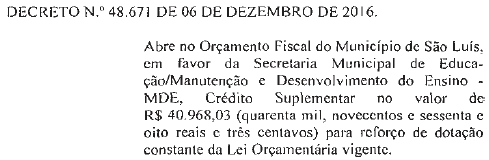 DECRETO N.º 48.671 DE 06 DE DEZEMBRO DE 2016.
Abre no Orçamento Fiscal do Município de São Luís,
em favor da Secretaria Municipal de Educa-
ção/Manutenção e Desenvolvimento do Ensino -
MDE, Crédito Suplementar no valor de
R$ 40.968,03 (quarenta mil, novecentos e sessenta e
oito reais e três centavos) para reforço de dotação
constante da Lei Orçamentária vigente.